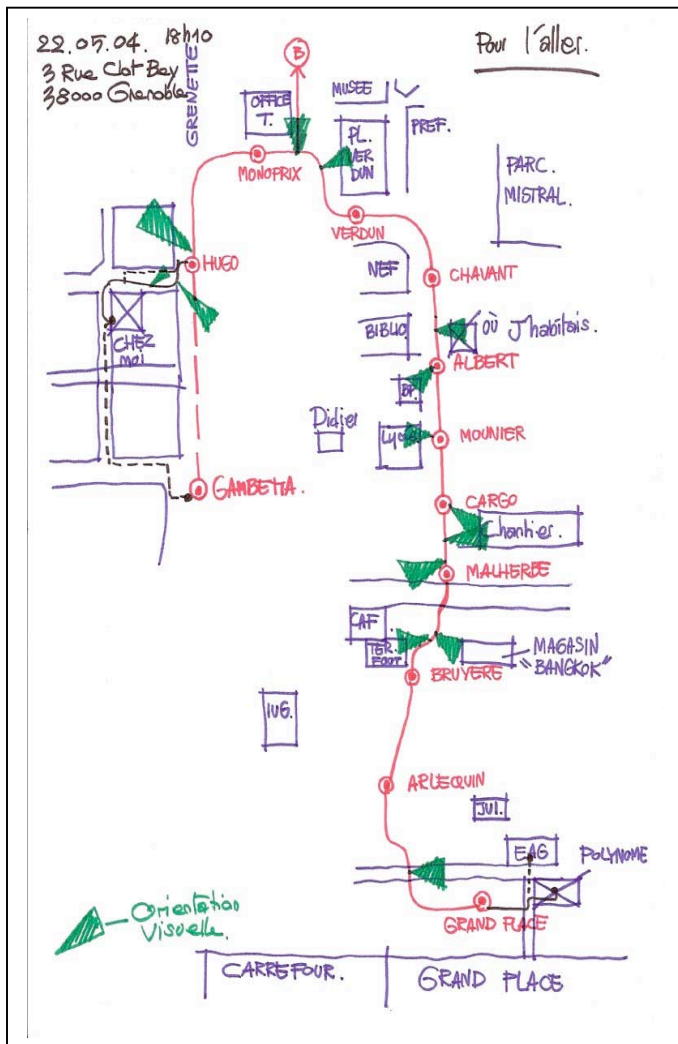 22.05.04. 18h10
3 Rue Clot Bey
38000 Grenoble
Pour l'aller.
GRENETTE
B
OFFICE
T.
MUSEE
PL.
VER
DUN
PREF.
PARC.
MISTRAL.
MONOPRIX
VERDUN
HUGO
NEF
CHAVANT
BIBLIO.
OÙ J'habitais.
CHEZ
MOI
ALBERT
BP.
Didier
Lycée
MOUNIER
GAMBETTA.
CARGO
Chantier.
MALHERBE
CAF
TER.
FOOT.
MAGASIN
"BANGKOK"
BRUYERE
IUG.
ARLEQUIN
JUI.
EAG
POLYNOME
GRAND PLACE
Orientation
Visuelle.
CARREFOUR.
GRAND PLACE